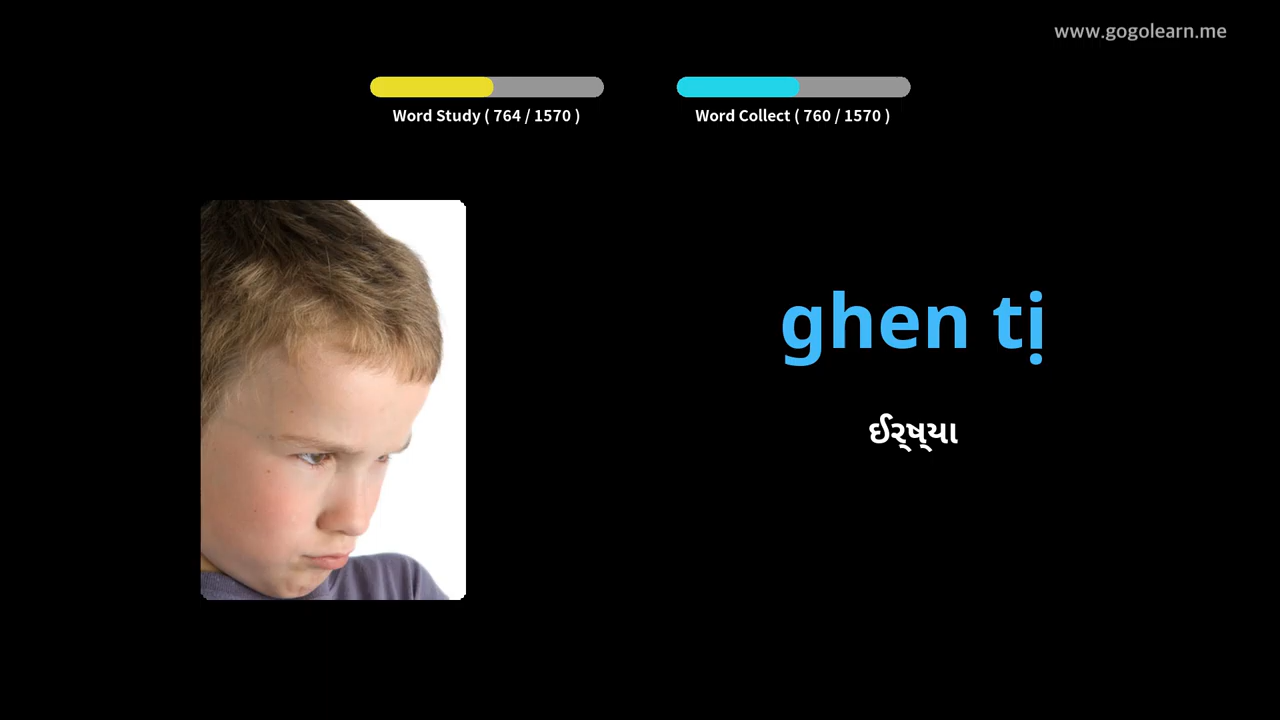 www.gogolearn.me
Word Study ( 764 / 1570 )
Word Collect ( 760 / 1570 )
ghen tị
ઈર્ષ્યા